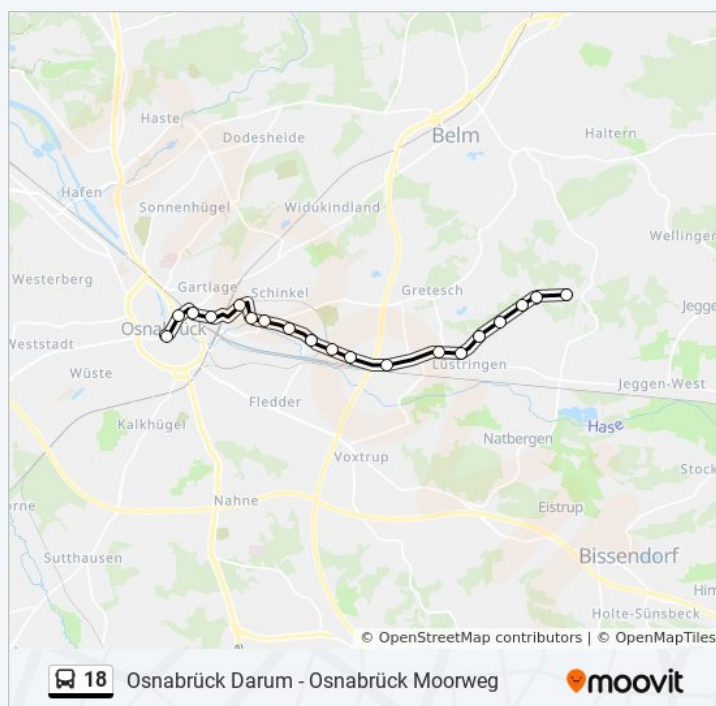 Haste
Belm
Haltern
Dodesheide
Hafen
Sonnenhügel
Widukindland
Wellinger
Westerberg
Gartlage
Schinkel
Gretesch
Jegge
Osnabrück
Weststadt
Lüstringen
Wüste
Jeggen-West
Fledder
Kalkhügel
Hase
Natbergen
Voxtrup
Stock
orne
Nahne
Eistrup
Sutthausen
Bissendorf
Him
Holte-Sünsbeck
© OpenStreetMap contributors | © OpenMapTiles
18 Osnabrück Darum - Osnabrück Moorweg moovit